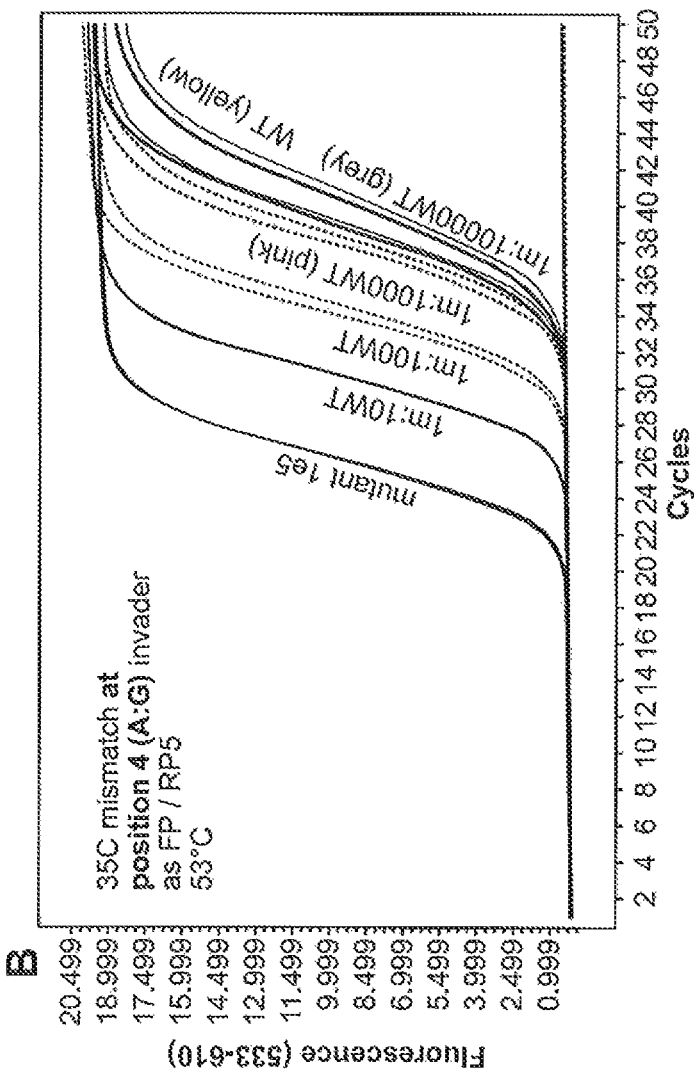 B
35C mismatch at
position 4 (A:G) invader
as FP / RP5
53°C
Fluorescence (533-610)
20.499
18.999
17.499
15.999
14.499
12.999
11.499
9.999
8.499
6.999
5.499
3.999
2.499
0.999
mutant 1e5
1m:10WT
1m:100WT
1m:1000WT (pink)
1m:10000WT (grey)
WT (yellow)
2 4 6 8 10 12 14 16 18 20 22 24 26 28 30 32 34 36 38 40 42 44 46 48 50
Cycles